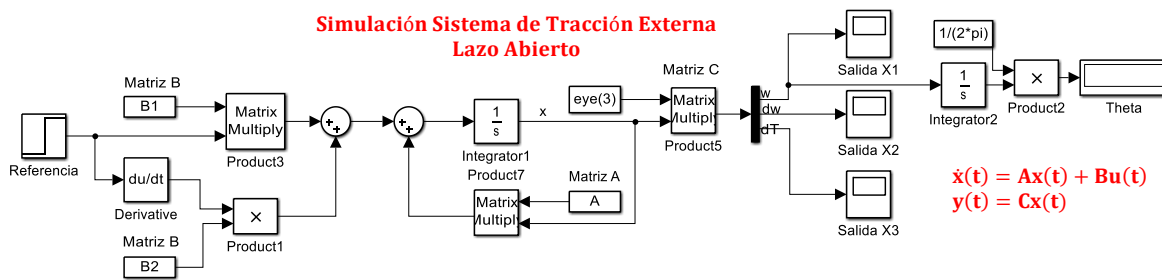 Simulación Sistema de Tracción Externa
Lazo Abierto
Referencia
Matriz B
B1
Matrix
Multiply
Product3
du/dt
Derivative
Matriz B
B2
×
Product1
+
+
+
+
1
s
Integrator1
x
Product7
Matrix
Multiply
Matriz A
A
Matriz C
eye(3)
Matrix
Multiply
Product5
w
dw
dT
Salida X1
Salida X2
Salida X3
1/(2*pi)
1
s
Integrator2
×
Product2
Theta
ẋ(t) = Ax(t) + Bu(t)
y(t) = Cx(t)